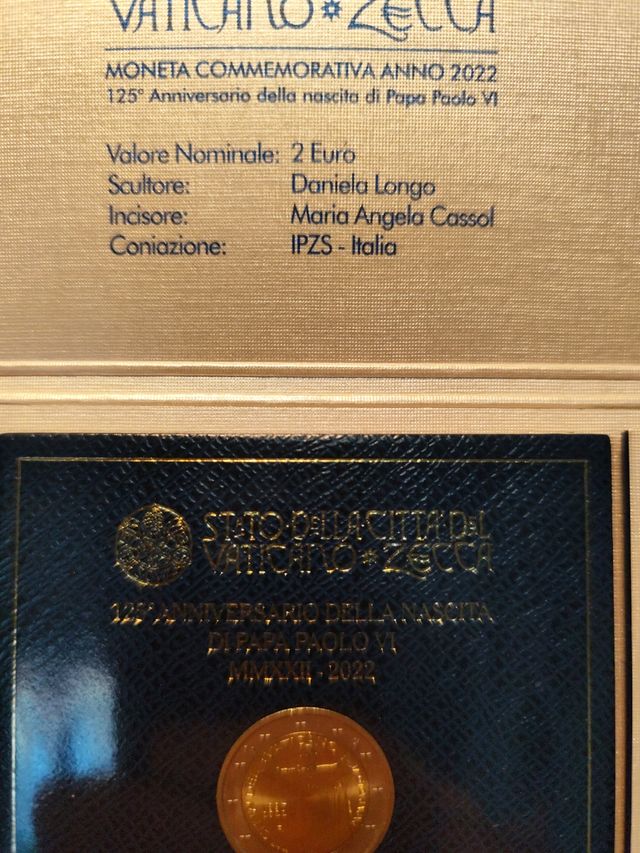 VATICANO * ZECCA
MONETA COMMEMORATIVA ANNO 2022
125° Anniversario della nascita di Papa Paolo VI
Valore Nominale: 2 Euro
Scultore: Daniela Longo
Incisore: Maria Angela Cassol
Coniazione: IPZS - Italia
STATO DELLA CITTÀ DEL
VATICANO * ZECCA
125° ANNIVERSARIO DELLA NASCITA
DI PAPA PAOLO VI
MMXXII - 2022